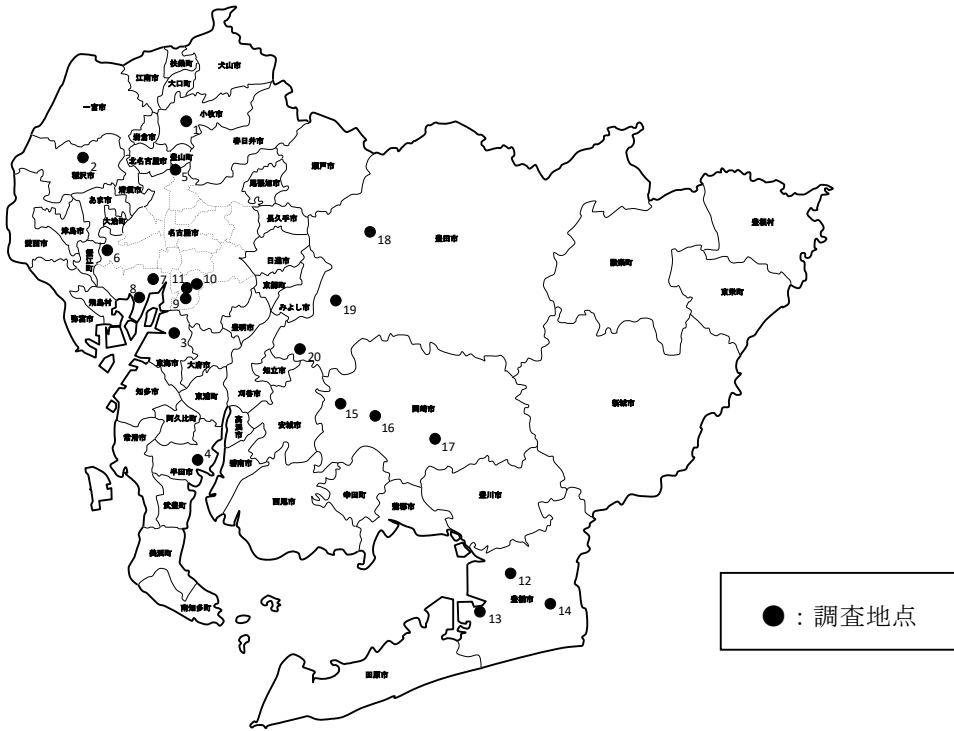 扶桑町
犬山市
江南市
大口町
一宮市
小牧市
1
岩倉市
春日井市
豊山町
北名古屋市
瀬戸市
2
稲沢市
5
清須市
尾張旭市
あま市
大治町
長久手市
豊根村
津島市
名古屋市
18
豊田市
愛西市
蟹江町
6
日進市
設楽町
東郷町
東栄町
7
11
10
飛島村
8
9
みよし市
19
弥富市
豊明市
3
東海市
大府市
20
知立市
知多市
東浦町
刈谷市
15
岡崎市
新城市
阿久比町
16
高浜市
安城市
常滑市
17
4
半田市
碧南市
西尾市
幸田町
豊川市
武豊町
蒲郡市
美浜町
12
豊橋市
14
南知多町
13
田原市
●：調査地点